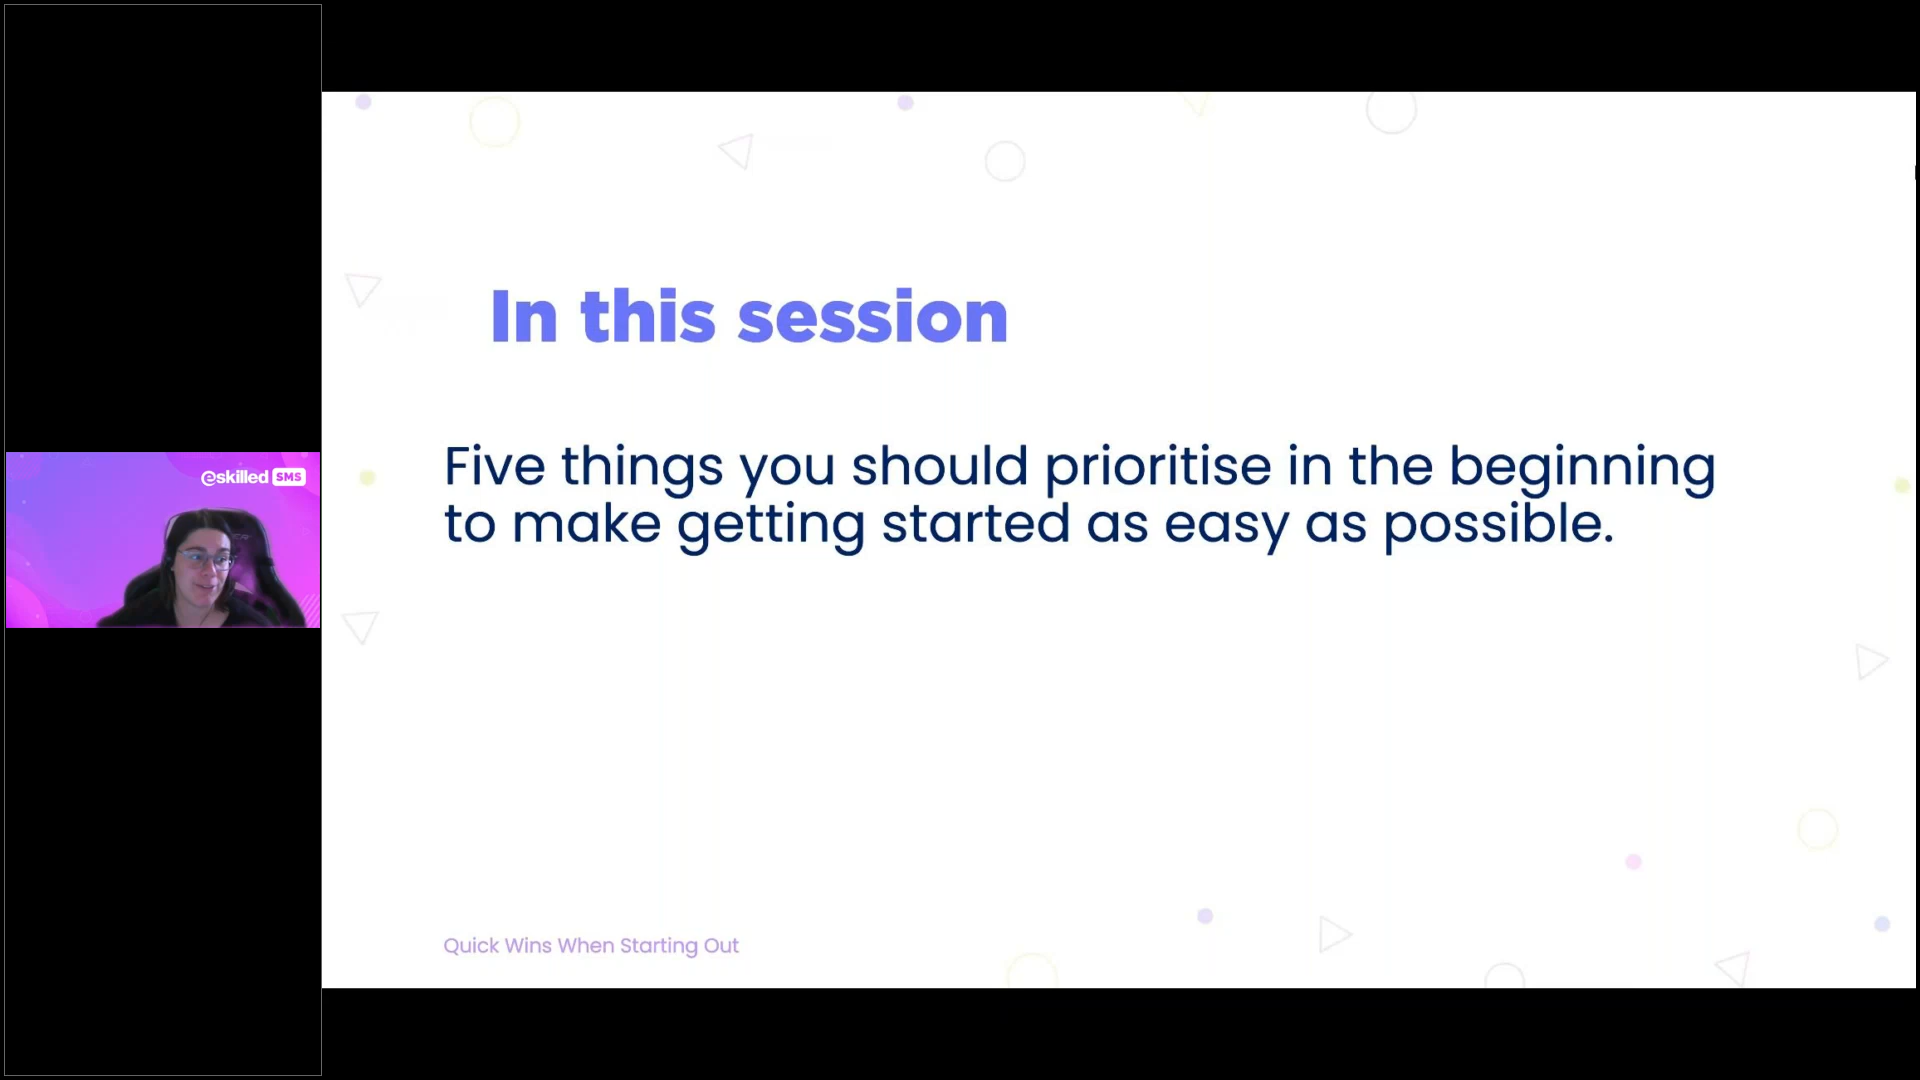 eskilled SMS
In this session
Five things you should prioritise in the beginning
to make getting started as easy as possible.
Quick Wins When Starting Out